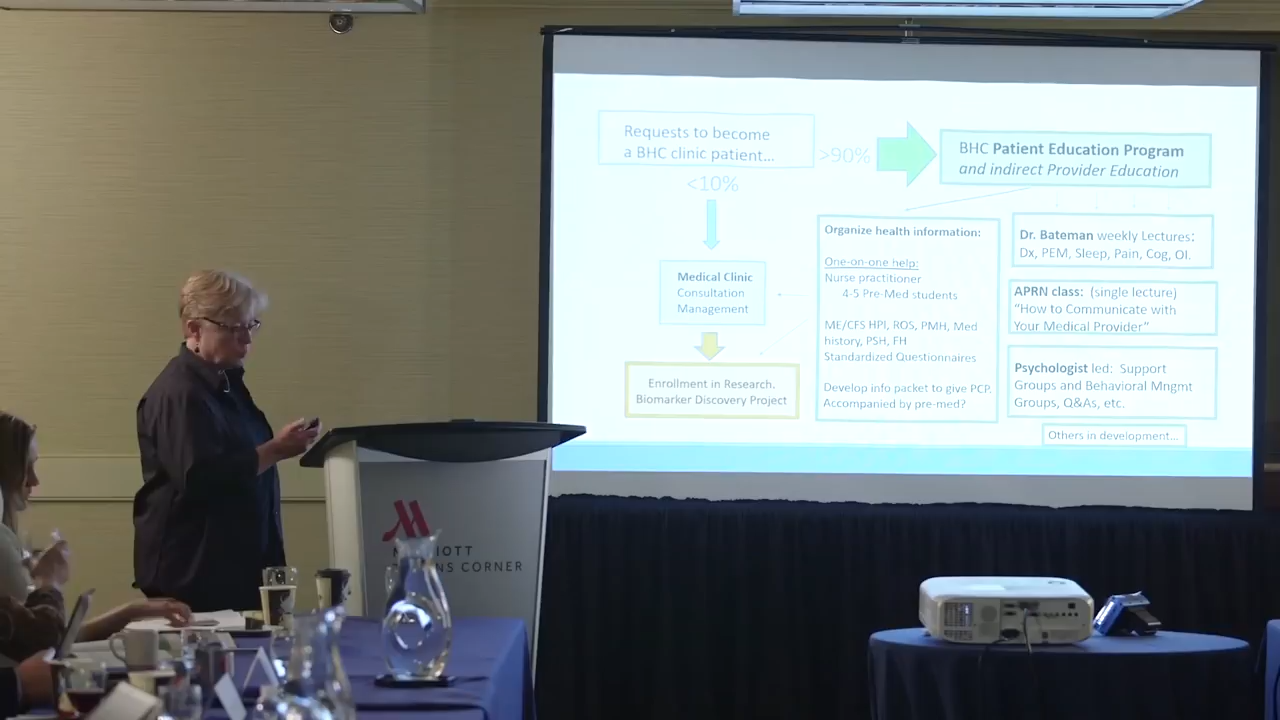 Requests to become
a BHC clinic patient...
>90%
BHC Patient Education Program
and indirect Provider Education
<10%
Medical Clinic
Consultation
Management
Enrollment in Research.
Biomarker Discovery Project
Organize health information:
One-on-one help:
Nurse practitioner
4-5 Pre-Med students
ME/CFS HPI, ROS, PMH, Med
history, PSH, FH
Standardized Questionnaires
Develop info packet to give PCP.
Accompanied by pre-med?
Dr. Bateman weekly Lectures:
Dx, PEM, Sleep, Pain, Cog, OI.
APRN class: (single lecture)
"How to Communicate with
Your Medical Provider"
Psychologist led: Support
Groups and Behavioral Mngmt
Groups, Q&As, etc.
Others in development...
CORNER